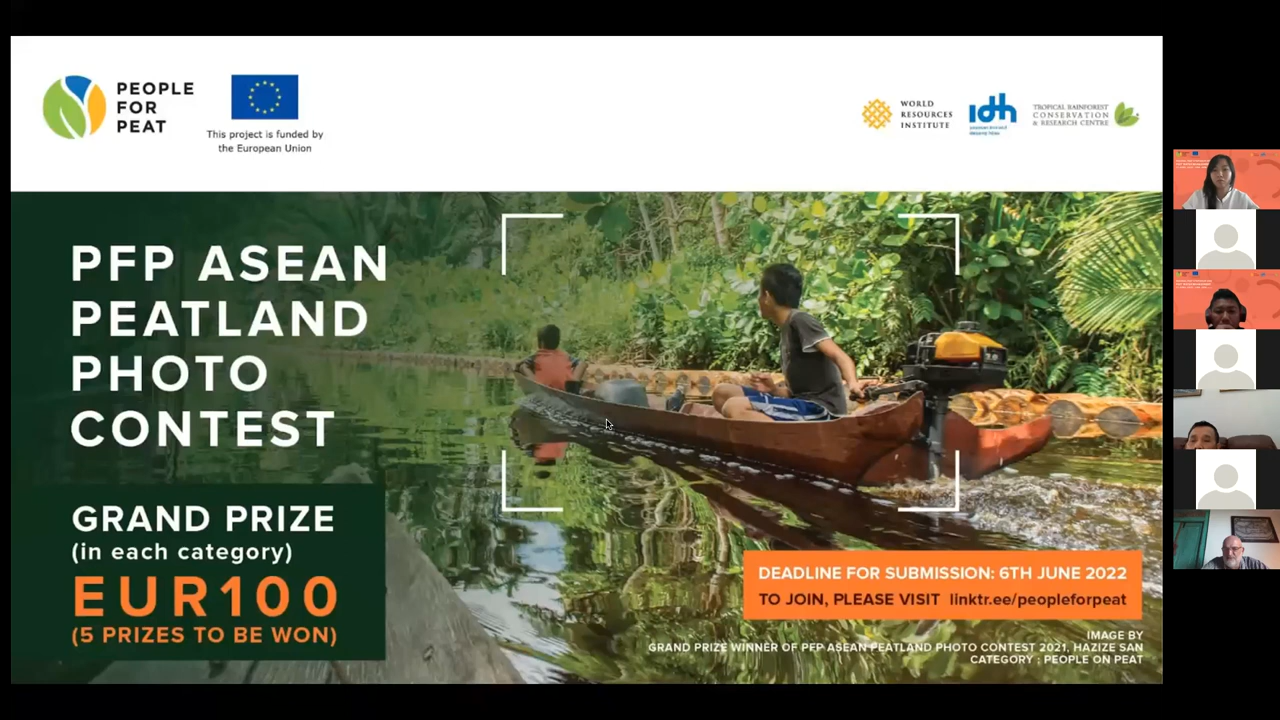 PEOPLE
FOR
PEAT
This project is funded by
the European Union
WORLD
RESOURCES
INSTITUTE
idh
TROPICAL RAINFOREST
CONSERVATION
& RESEARCH CENTRE
PFP ASEAN
PEATLAND
PHOTO
CONTEST
GRAND PRIZE
(in each category)
EUR100
(5 PRIZES TO BE WON)
DEADLINE FOR SUBMISSION: 6TH JUNE 2022
TO JOIN, PLEASE VISIT linktr.ee/peopleforpeat
IMAGE BY
GRAND PRIZE WINNER OF PFP ASEAN PEATLAND PHOTO CONTEST 2021, HAZIZE SAN
CATEGORY : PEOPLE ON PEAT